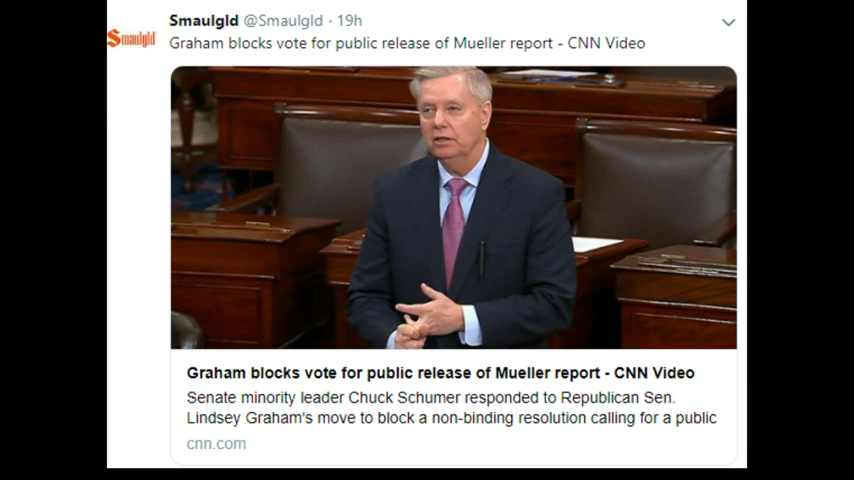 Smaulgld @Smaulgld · 19h
Smaulgld
Graham blocks vote for public release of Mueller report - CNN Video
Graham blocks vote for public release of Mueller report - CNN Video
Senate minority leader Chuck Schumer responded to Republican Sen.
Lindsey Graham's move to block a non-binding resolution calling for a public
cnn.com